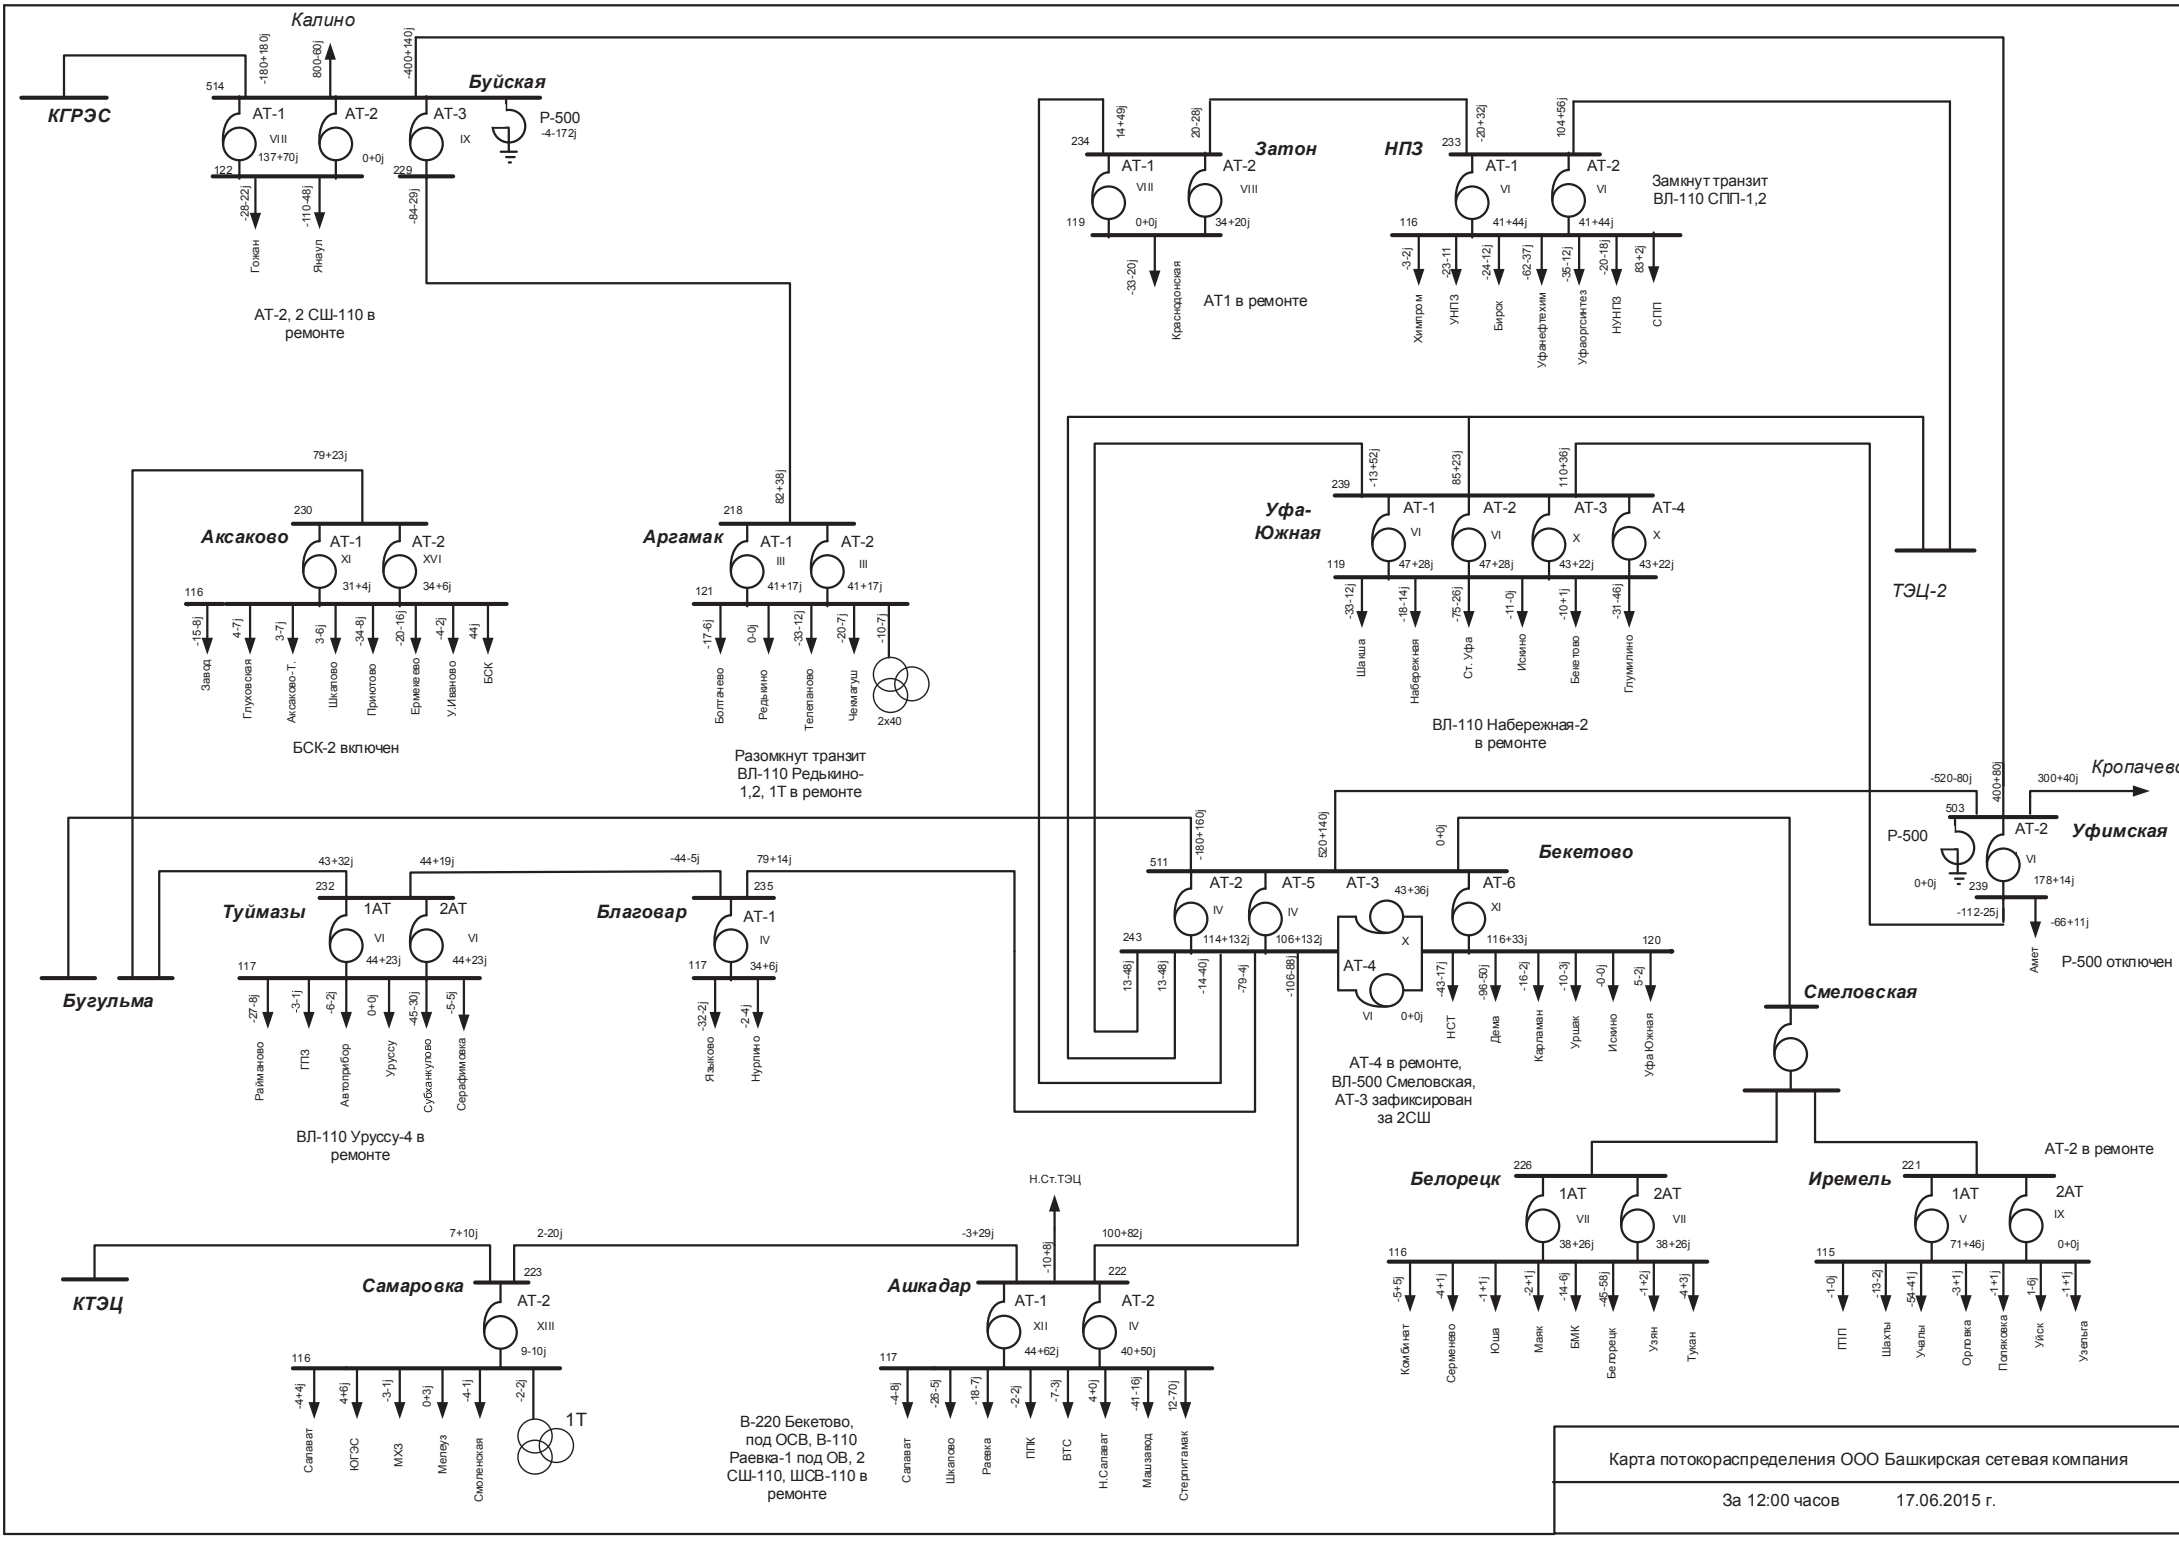 Калино
-180+180j
800-60j
-400+140j
КГРЭС
514
Буйская
АТ-1
VIII
137+70j
АТ-2
0+0j
АТ-3
IX
Р-500
-4-172j
122
229
-28-22j
-110-48j
-84-29j
Гожан
Янаул
АТ-2, 2 СШ-110 в
ремонте
14+49j
20-28j
234
Затон
АТ-1
VIII
АТ-2
VIII
119
0+0j
34+20j
-33-20j
Краснодонская
АТ1 в ремонте
-20+32j
104+56j
НПЗ
233
АТ-1
VI
АТ-2
VI
116
41+44j
41+44j
Замкнут транзит
ВЛ-110 СПП-1,2
-3-2j
-23-11
-24-12j
-62-37j
-35-12j
-20-18j
83+2j
Химпром
УНПЗ
Бирск
Уфанефтехим
Уфаоргсинтез
НУНПЗ
СПП
79+23j
230
Аксаково
АТ-1
XI
АТ-2
XVI
116
31+4j
34+6j
-15-8j
4-7j
3-7j
3-6j
-34-8j
-20-16j
-4-2j
44j
Завод
Глуховская
Аксаково-Т.
Шкапово
Приютово
Ермекеево
У.Иваново
БСК
БСК-2 включен
82+38j
218
Аргамак
АТ-1
III
АТ-2
III
121
41+17j
41+17j
-17-6j
0-0j
-33-12j
-20-7j
-10-7j
Болтачево
Редькино
Телепаново
Чекмагуш
2х40
Разомкнут транзит
ВЛ-110 Редькино-
1,2, 1Т в ремонте
-13+52j
85+23j
110+36j
239
Уфа-
Южная
АТ-1
VI
АТ-2
VI
АТ-3
X
АТ-4
X
119
47+28j
47+28j
43+22j
43+22j
-33-12j
-18-14j
-75-26j
-11-0j
-10+1j
-31-46j
Шакша
Набережная
Ст. Уфа
Искино
Бекетово
Глумилино
ВЛ-110 Набережная-2
в ремонте
ТЭЦ-2
-520-80j
400+80j
300+40j
Кропачево
503
Р-500
АТ-2
Уфимская
VI
0+0j
239
178+14j
-112-25j
-66+11j
Амет
Р-500 отключен
Бугульма
43+32j
44+19j
232
Туймазы
1АТ
VI
2АТ
VI
117
44+23j
44+23j
-27-8j
-3-1j
-6-2j
0+0j
-45-30j
-5-5j
Райманово
ГПЗ
Автоприбор
Уруссу
Субханкулово
Серафимовка
ВЛ-110 Уруссу-4 в
ремонте
-44-5j
79+14j
235
Благовар
АТ-1
IV
117
34+6j
-32-2j
-2-4j
Языково
Нурлино
-180+160j
520+140j
0+0j
511
Бекетово
АТ-2
IV
АТ-5
IV
АТ-3
43+36j
X
АТ-6
XI
243
114+132j
106+132j
116+33j
120
АТ-4
VI
0+0j
13-48j
13-48j
-14-40j
-79-4j
-106-88j
-43-17j
-96-50j
-16-2j
-10-3j
-0-0j
5-2j
НСТ
Дема
Карламан
Уршак
Искино
Уфа Южная
АТ-4 в ремонте,
ВЛ-500 Смеловская,
АТ-3 зафиксирован
за 2СШ
Смеловская
226
Белорецк
1АТ
VII
2АТ
VII
116
38+26j
38+26j
-5+5j
-4+1j
-1+1j
-2+1j
-14-6j
-45-58j
-1+2j
-4+3j
Комбинат
Серменево
Юша
Маяк
БМК
Белорецк
Узян
Тукан
АТ-2 в ремонте
221
Иремель
1АТ
V
2АТ
IX
115
71+46j
0+0j
-1-0j
-13-2j
-54-41j
-3+1j
-1+1j
1-6j
-1+1j
ГПП
Шахты
Учалы
Орловка
Поляковка
Уйск
Узельга
КТЭЦ
7+10j
2-20j
223
Самаровка
АТ-2
XIII
116
9-10j
-4+4j
4+6j
-3-1j
0+3j
-4-1j
-2-2j
1Т
Салават
ЮГЭС
МХЗ
Мелеуз
Смоленская
Н.Ст.ТЭЦ
-3+29j
-10+8j
100+82j
222
Ашкадар
АТ-1
XII
АТ-2
IV
117
44+62j
40+50j
-4-8j
-26-5j
-18-7j
-2-2j
-7-3j
4+0j
-41-16j
12-70j
Салават
Шкапово
Раевка
ППК
ВТС
Н.Салават
Машзавод
Стерлитамак
В-220 Бекетово,
под ОСВ, В-110
Раевка-1 под ОВ, 2
СШ-110, ШСВ-110 в
ремонте
Карта потокораспределения ООО Башкирская сетевая компания
За 12:00 часов 17.06.2015 г.